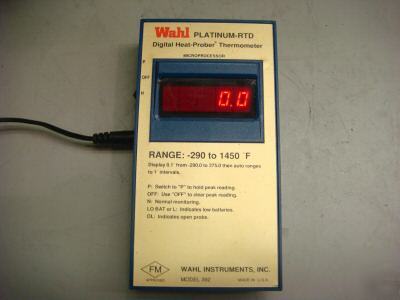 Wahl PLATINUM-RTD
Digital Heat-Prober® Thermometer
MICROPROCESSOR
P
OFF
N
0.0
RANGE: -290 to 1450 °F
Display 0.1° from -290.0 to 375.0 then auto ranges
to 1° intervals.
P: Switch to "P" to hold peak reading.
OFF: Use "OFF" to clear peak reading.
N: Normal monitoring.
LO BAT or L: Indicates low batteries.
OL: Indicates open probe.
FM
APPROVED
WAHL INSTRUMENTS, INC.
MODEL 392
MADE IN U.S.A.